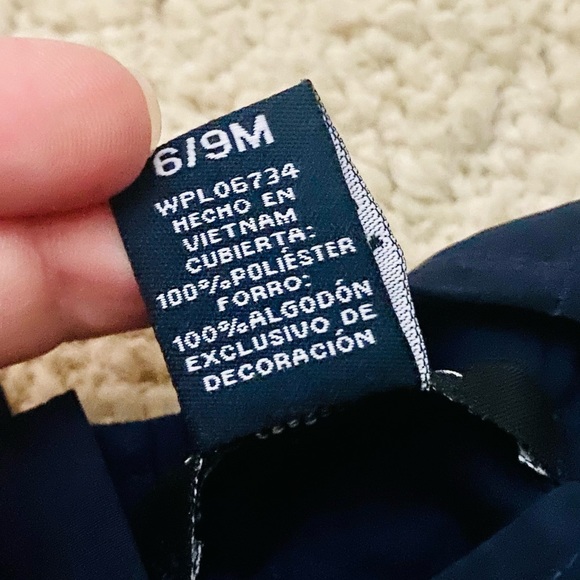 6/9M
WPL06734
HECHO EN
VIETNAM
CUBIERTA:
100%POLIÉSTER
FORRO:
100%ALGODÓN
EXCLUSIVO DE
DECORACIÓN